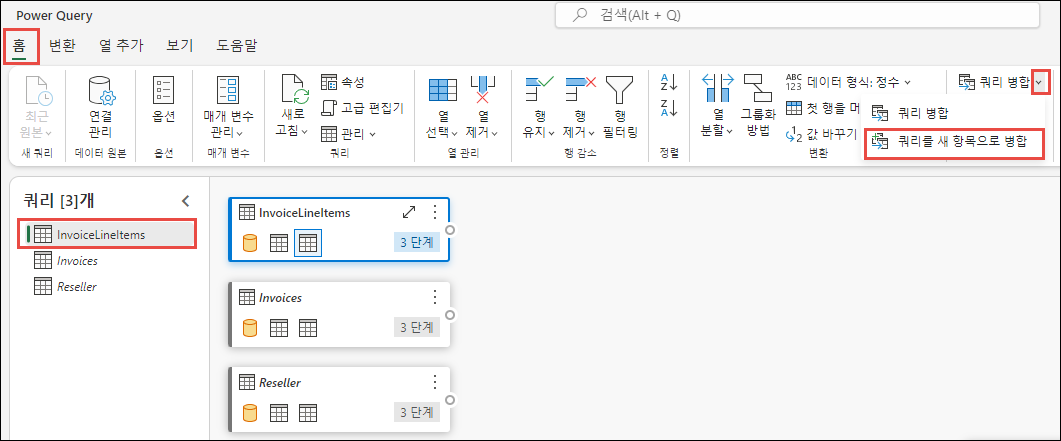 Power Query
검색(Alt + Q)
홈 변환 열 추가 보기 도움말
최근 원본
새 쿼리
연결 관리
데이터 원본
옵션
옵션
매개 변수 관리
매개 변수
새로 고침
속성
고급 편집기
관리
쿼리
열 선택
열 제거
열 관리
행 유지
행 제거
행 필터링
행 감소
A
Z
Z
A
정렬
열 분할
그룹화 방법
ABC
123
데이터 형식: 정수
첫 행을 머
1
2
값 바꾸기
변환
쿼리 병합
쿼리 병합
쿼리를 새 항목으로 병합
쿼리 [3]개
InvoiceLineItems
Invoices
Reseller
InvoiceLineItems
3 단계
Invoices
3 단계
Reseller
3 단계